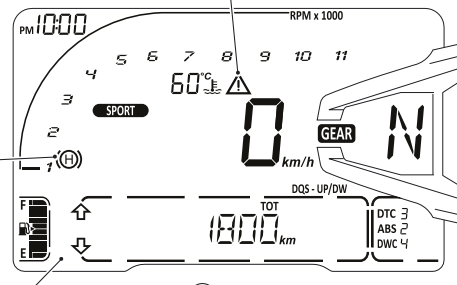 RPM x 1000
PM 10:00
1 2 3 4 5 6 7 8 9 10 11
60°C
SPORT
0 km/h
GEAR N
(H)
DQS - UP/DW
F
E
TOT
1800 km
DTC 3
ABS 2
DWC 4